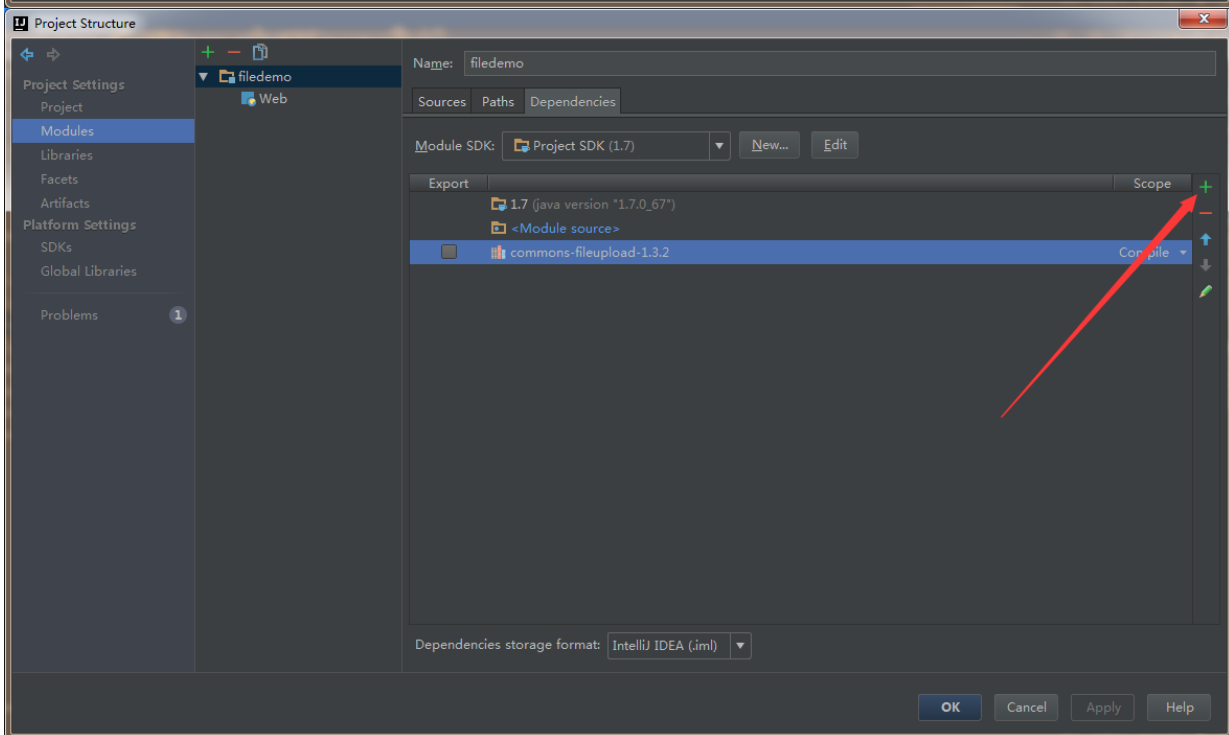 Project Structure
Project Settings
Project
Modules
Libraries
Facets
Artifacts
Platform Settings
SDKs
Global Libraries
Problems 1
filedemo
Web
Name: filedemo
Sources Paths Dependencies
Module SDK: Project SDK (1.7) New... Edit
Export Scope
1.7 (java version "1.7.0_67")
<Module source>
commons-fileupload-1.3.2 Compile
Dependencies storage format: IntelliJ IDEA (.iml)
OK Cancel Apply Help